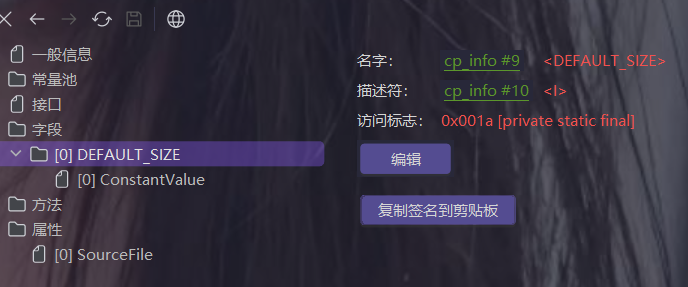 一般信息
常量池
接口
字段
[0] DEFAULT_SIZE
[0] ConstantValue
方法
属性
[0] SourceFile
名字： cp_info #9 <DEFAULT_SIZE>
描述符： cp_info #10 <I>
访问标志： 0x001a [private static final]
编辑
复制签名到剪贴板